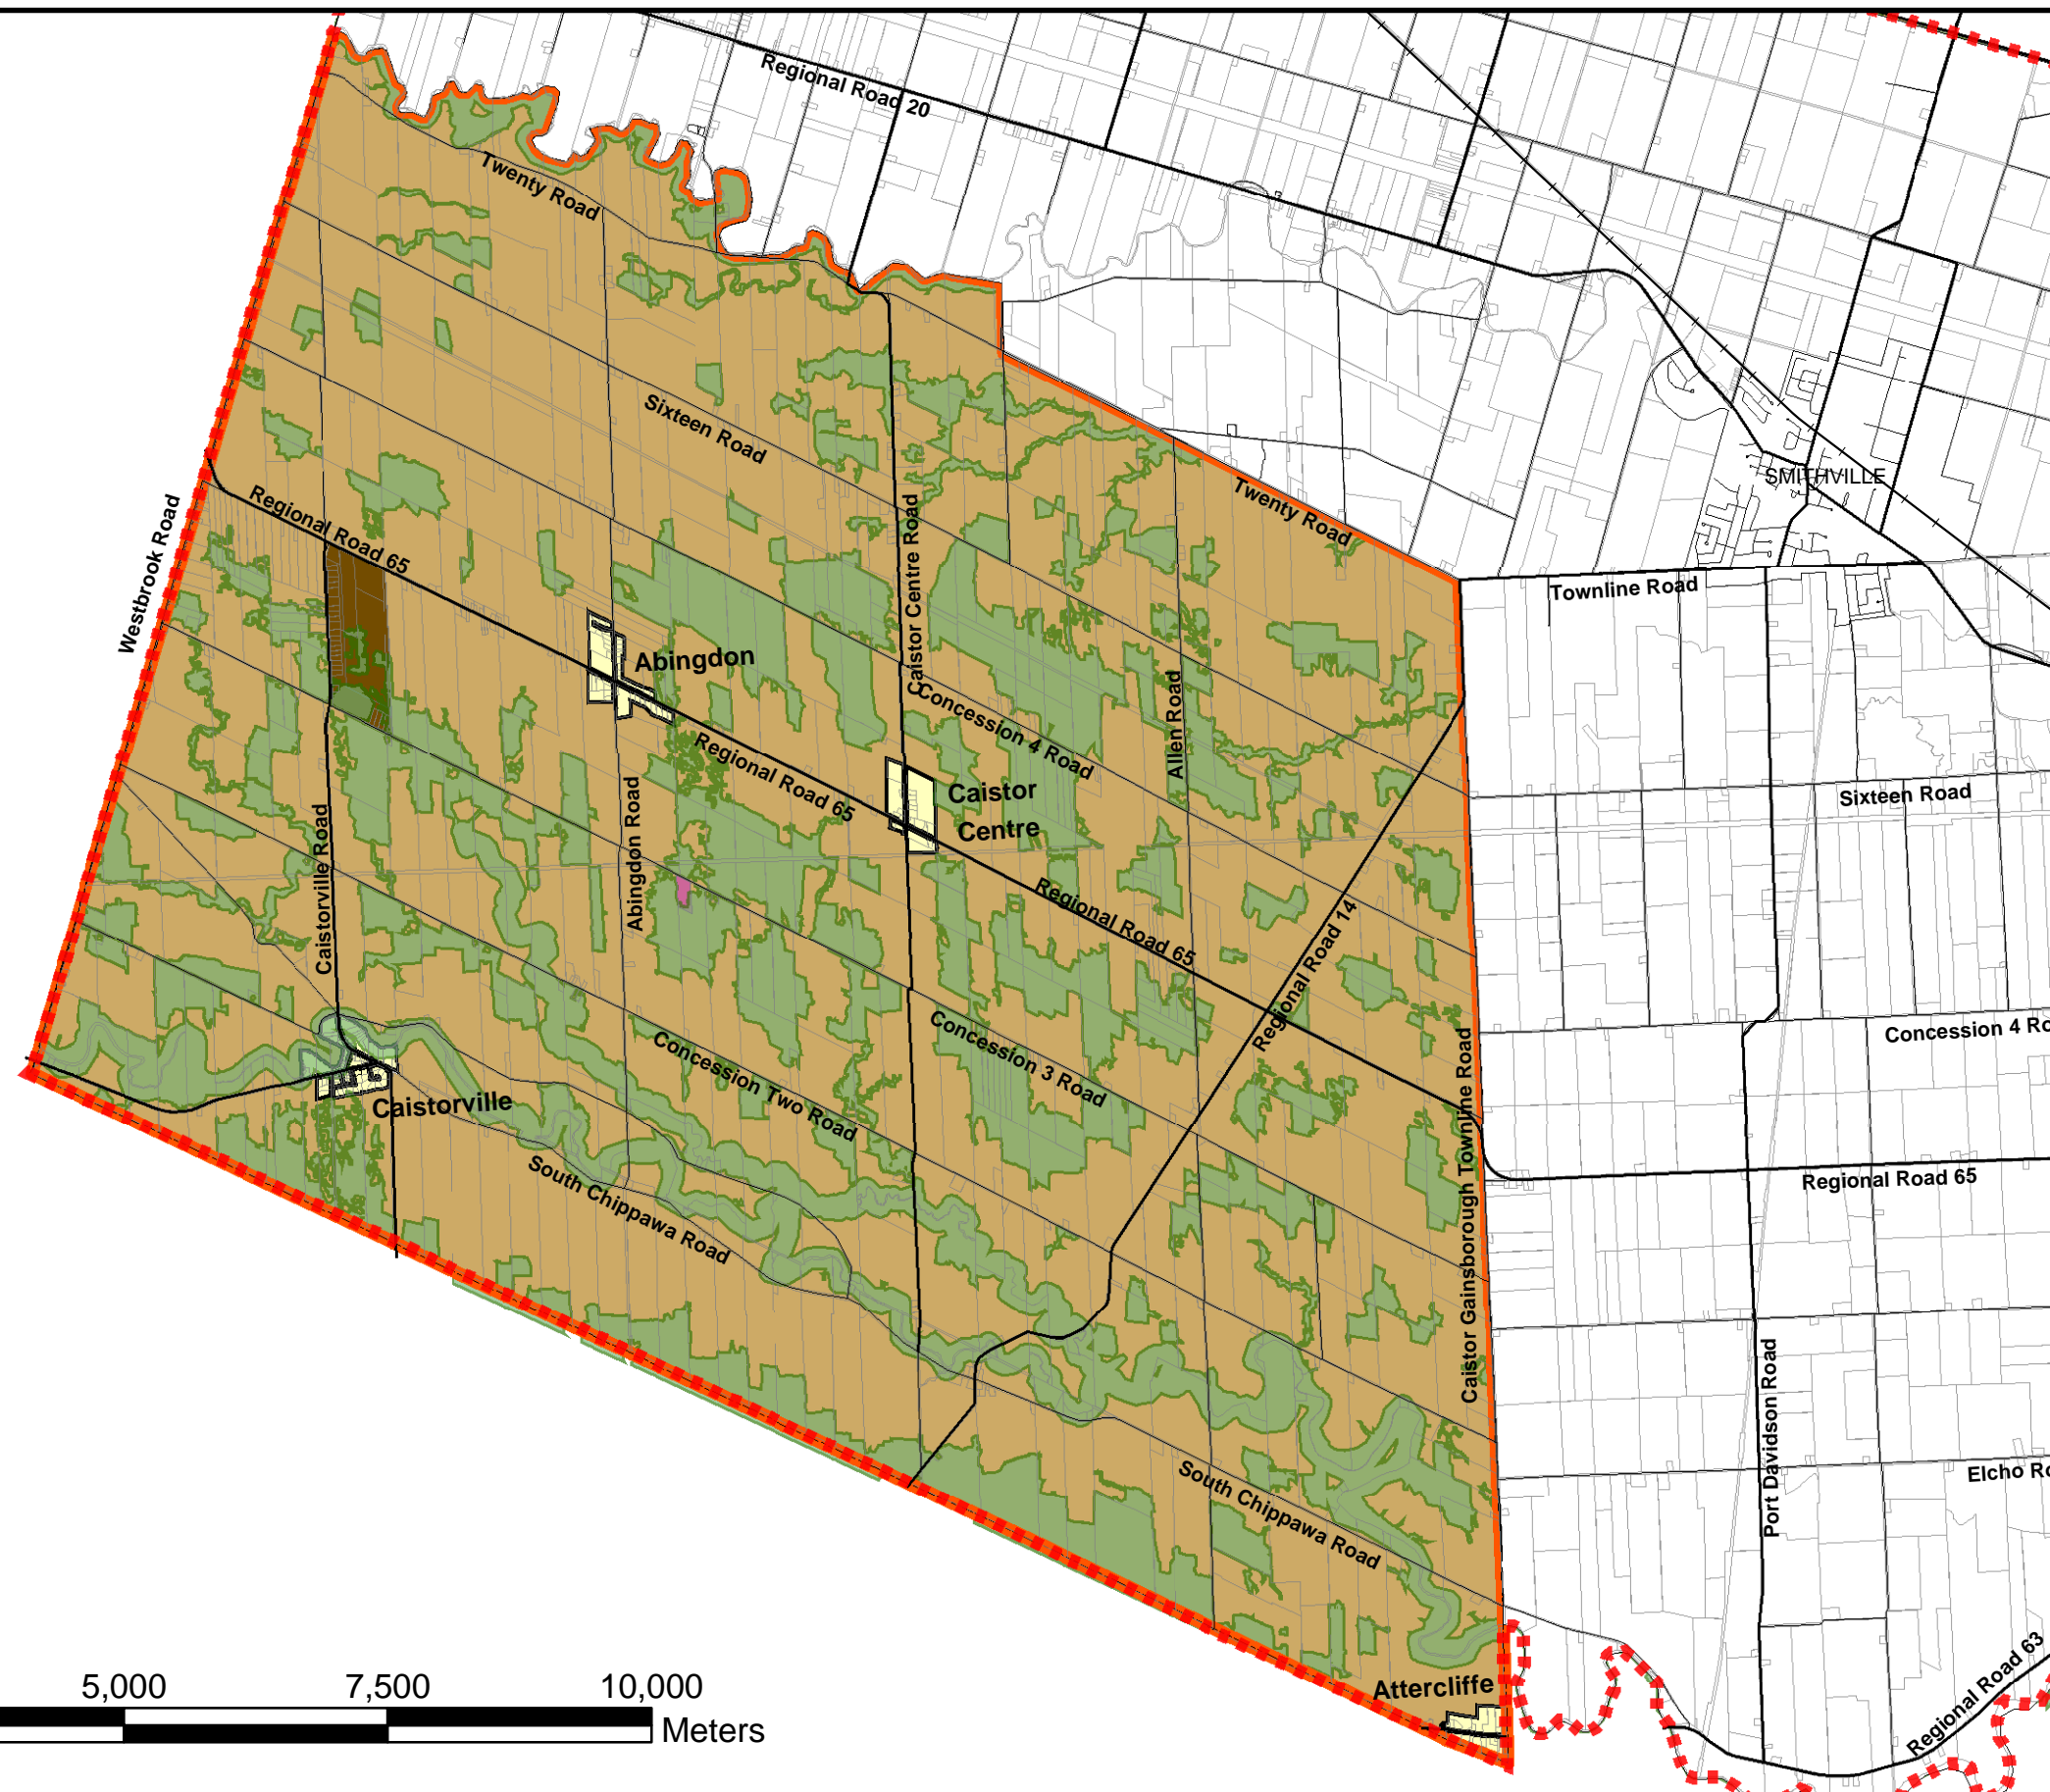 Regional Road 20
Twenty Road
Sixteen Road
SMITHVILLE
Twenty Road
Regional Road 65
Westbrook Road
Caistor Centre Road
Townline Road
Abingdon
Allen Road
Concession 4 Road
Regional Road 65
Caistor
Centre
Sixteen Road
Abingdon Road
Caistorville Road
Regional Road 65
Regional Road 14
Concession 3 Road
Concession 4
Concession Two Road
Caistorville
South Chippawa Road
Caistor Gainsborough Townline Road
Regional Road 65
Port Davidson Road
Elcho
South Chippawa Road
Regional Road 63
Attercliffe
5,000
7,500
10,000
Meters